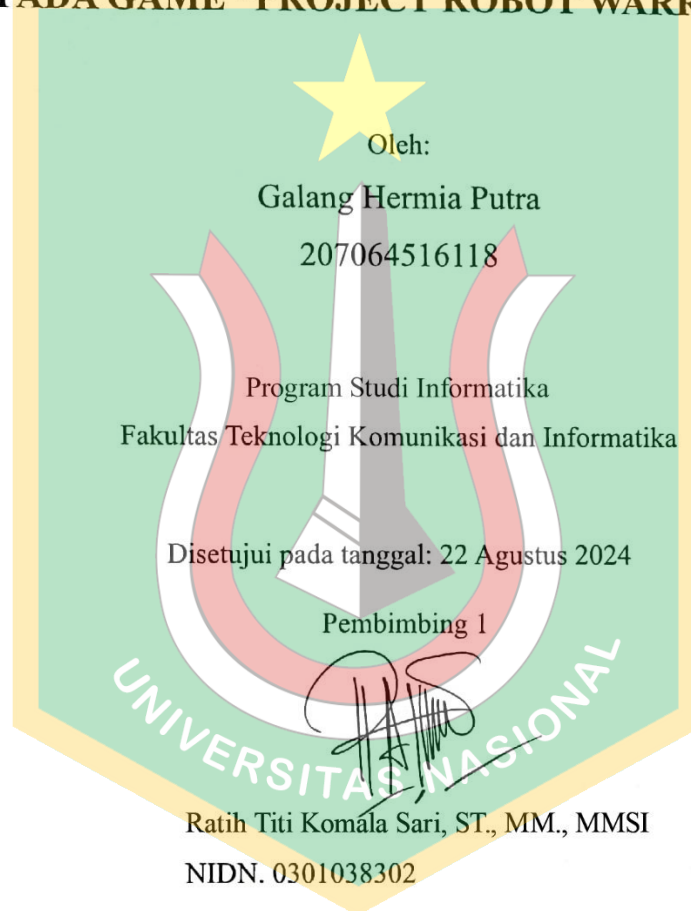 PADA GAME "PROJECT ROBOT
Oleh:
Galang Hermia Putra
207064516118
Program Studi Informatika
Fakultas Teknologi Komunikasi dan Informatika
Disetujui pada tanggal: 22 Agustus 2024
Pembimbing 1
UNIVERSITAS NASIONAL
Ratih Titi Komala Sari, ST., MM., MMSI
NIDN. 0301038302